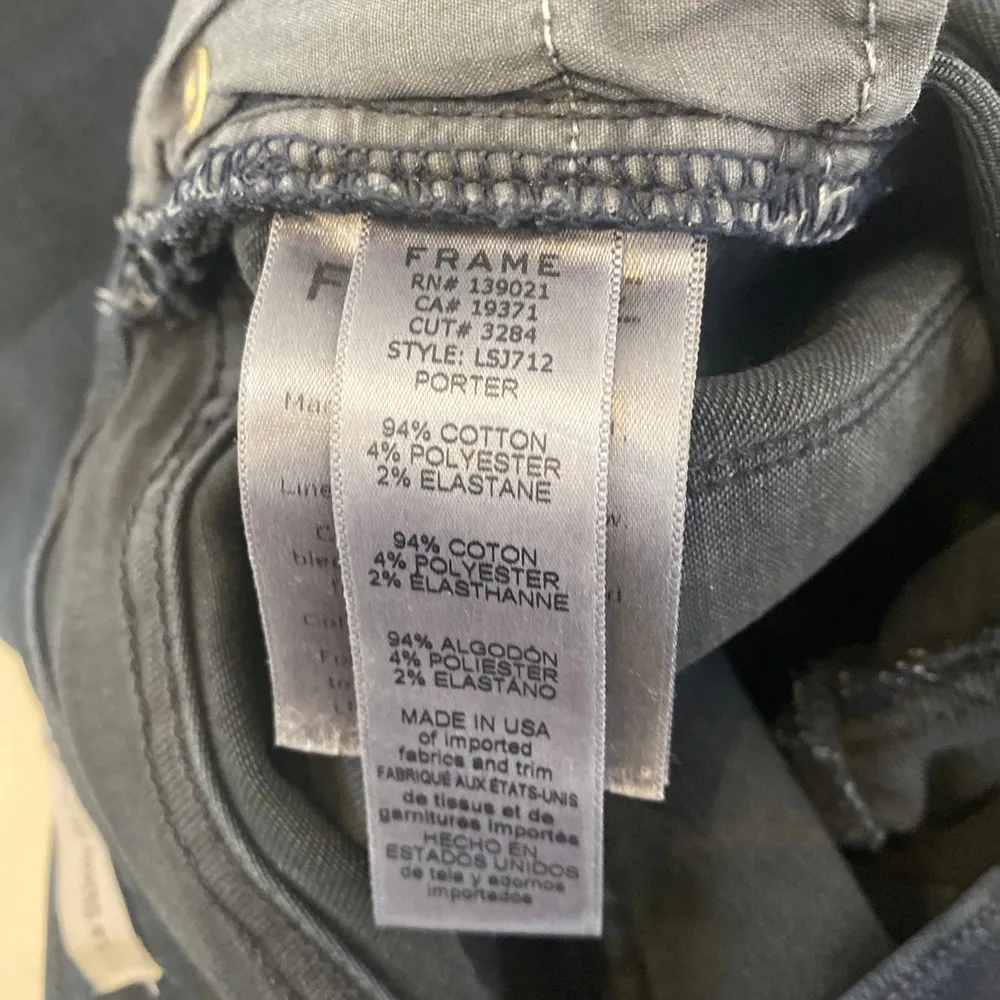 FRAME
RN# 139021
CA# 19371
CUT# 3284
STYLE: LSJ712
PORTER
94% COTTON
4% POLYESTER
2% ELASTANE
94% COTON
4% POLYESTER
2% ÉLASTHANNE
94% ALGODÓN
4% POLIESTER
2% ELASTANO
MADE IN USA
of imported
fabrics and trim
FABRIQUÉ AUX ÉTATS-UNIS
de tissus et de
garnitures importés
HECHO EN
ESTADOS UNIDOS
de tela y adornos
importados